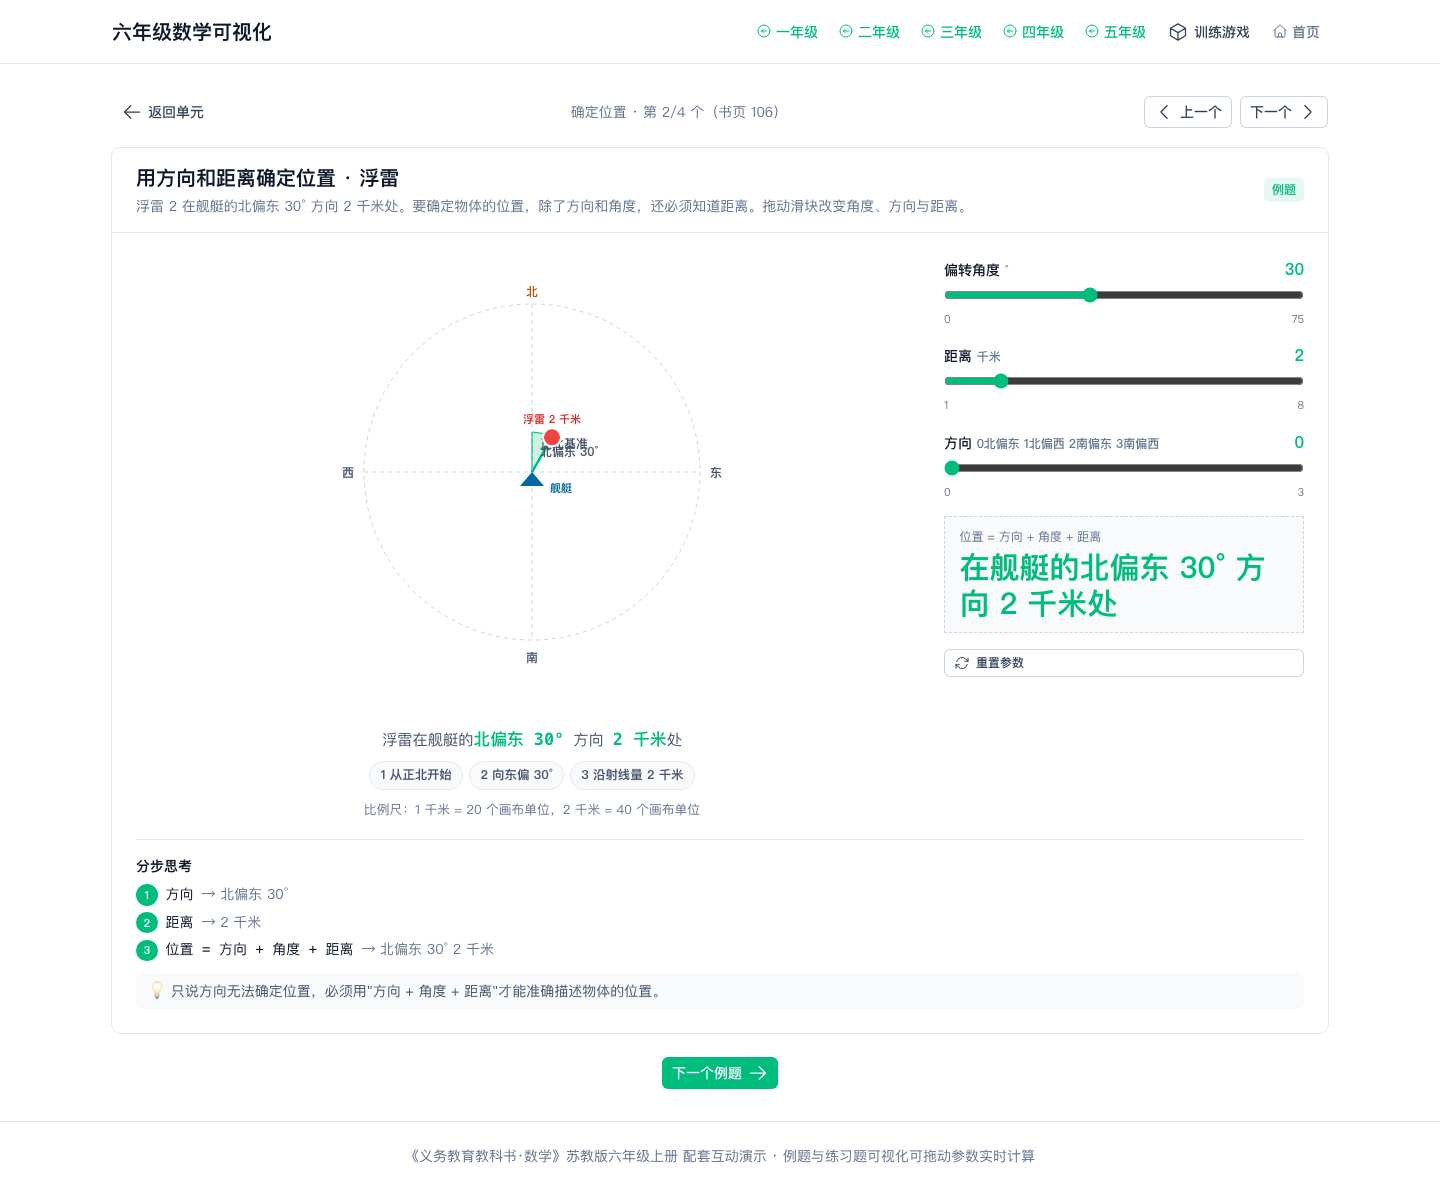 六年级数学可视化
一年级
二年级
三年级
四年级
五年级
训练游戏
首页
返回单元
确定位置 · 第 2/4 个（书页 106）
上一个
下一个
用方向和距离确定位置 · 浮雷
浮雷 2 在舰艇的北偏东 30° 方向 2 千米处。要确定物体的位置，除了方向和角度，还必须知道距离。拖动滑块改变角度、方向与距离。
例题
北
浮雷 2 千米
北偏东 30°
西
东
舰艇
南
偏转角度 °
30
0
75
距离 千米
2
1
8
方向 0北偏东 1北偏西 2南偏东 3南偏西
0
0
3
位置 = 方向 + 角度 + 距离
在舰艇的北偏东 30° 方
向 2 千米处
重置参数
浮雷在舰艇的北偏东 30° 方向 2 千米处
1 从正北开始
2 向东偏 30°
3 沿射线量 2 千米
比例尺：1 千米 = 20 个画布单位，2 千米 = 40 个画布单位
分步思考
1 方向 → 北偏东 30°
2 距离 → 2 千米
3 位置 = 方向 + 角度 + 距离 → 北偏东 30° 2 千米
只说方向无法确定位置，必须用"方向 + 角度 + 距离"才能准确描述物体的位置。
下一个例题
《义务教育教科书·数学》苏教版六年级上册 配套互动演示 · 例题与练习题可视化可拖动参数实时计算